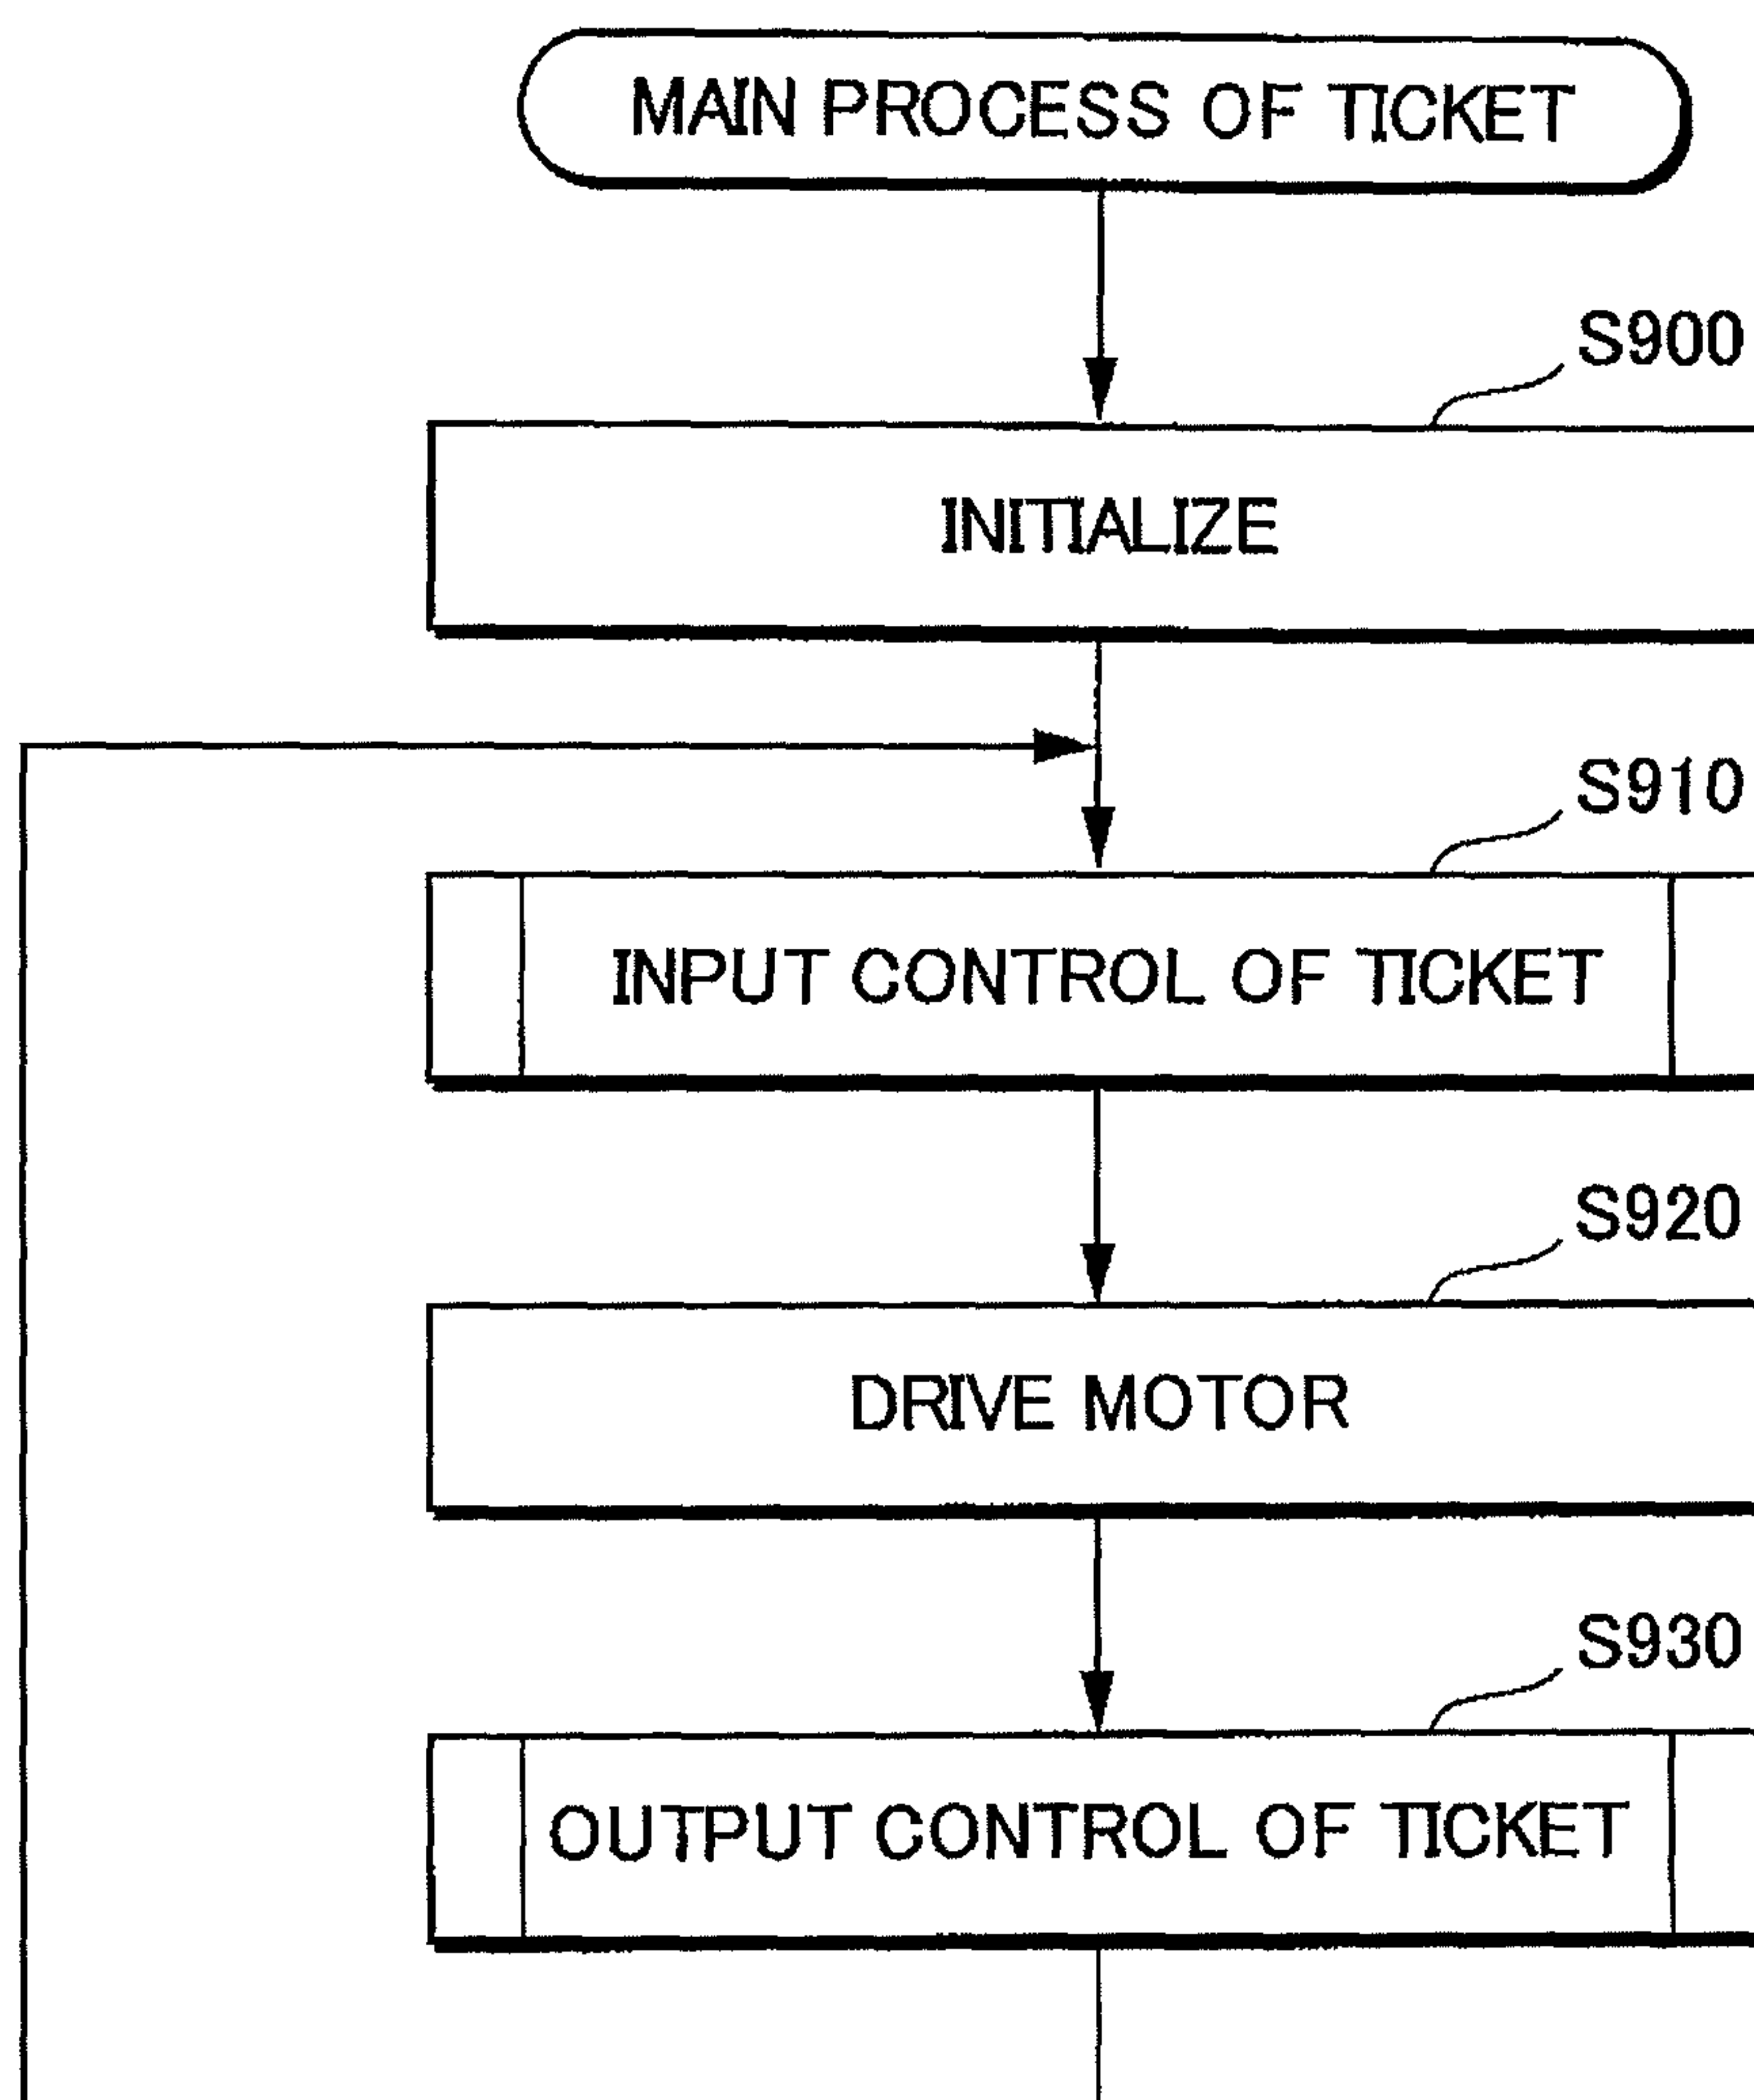 MAIN PROCESS OF TICKET
S900
INITIALIZE
S910
INPUT CONTROL OF TICKET
S920
DRIVE MOTOR
S930
OUTPUT CONTROL OF TICKET